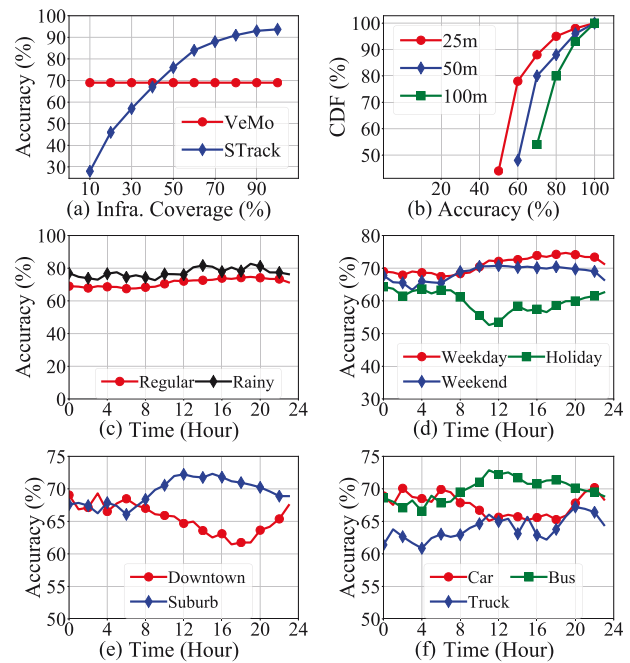 100
90
80
70
60
50
40
30
Accuracy (%)
VeMo
STrack
10 30 50 70 90
(a) Infra. Coverage (%)
100
90
80
70
60
50
CDF (%)
25m
50m
100m
20 40 60 80 100
(b) Accuracy (%)
100
80
60
40
20
0
Accuracy (%)
Regular Rainy
0 4 8 12 16 20 24
(c) Time (Hour)
80
70
60
50
40
30
Accuracy (%)
Weekday Holiday
Weekend
0 4 8 12 16 20 24
(d) Time (Hour)
75
70
65
60
55
50
Accuracy (%)
Downtown
Suburb
0 4 8 12 16 20 24
(e) Time (Hour)
75
70
65
60
55
50
Accuracy (%)
Car Bus
Truck
0 4 8 12 16 20 24
(f) Time (Hour)